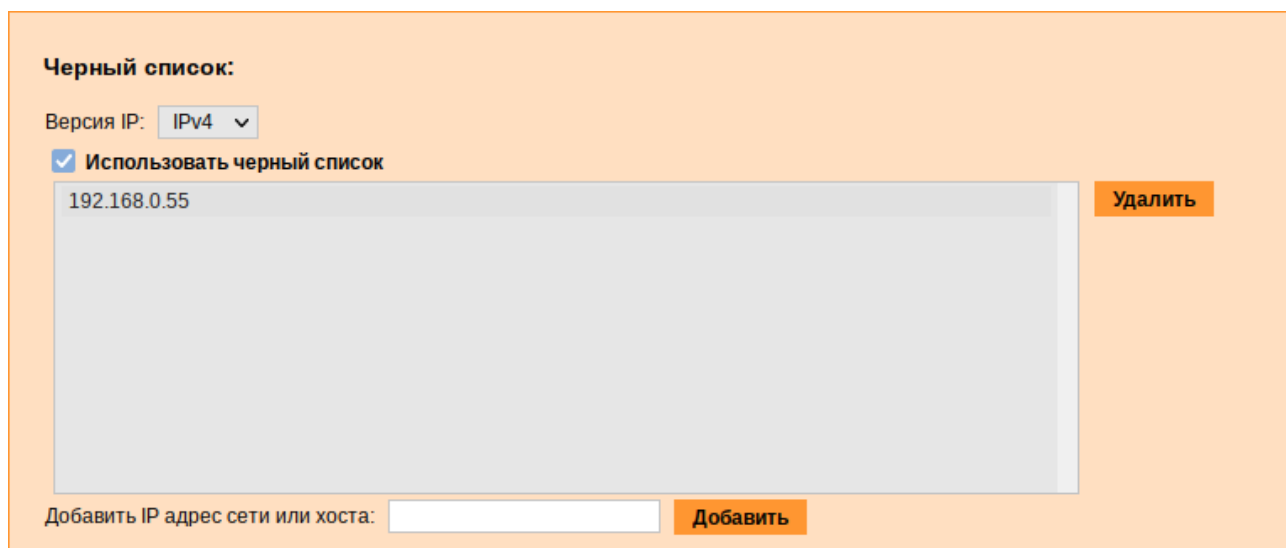 Черный список:
Версия IP: IPv4
Использовать черный список
192.168.0.55
Удалить
Добавить IP адрес сети или хоста: Добавить